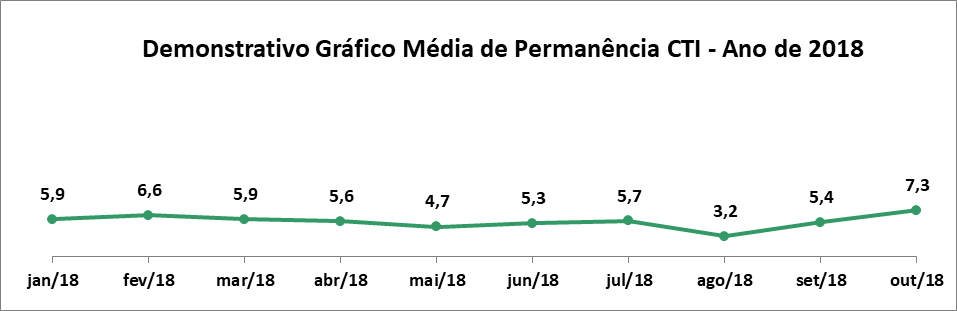 Demonstrativo Gráfico Média de Permanência CTI - Ano de 2018
5,9 6,6 5,9 5,6 4,7 5,3 5,7 3,2 5,4 7,3
jan/18 fev/18 mar/18 abr/18 mai/18 jun/18 jul/18 ago/18 set/18 out/18